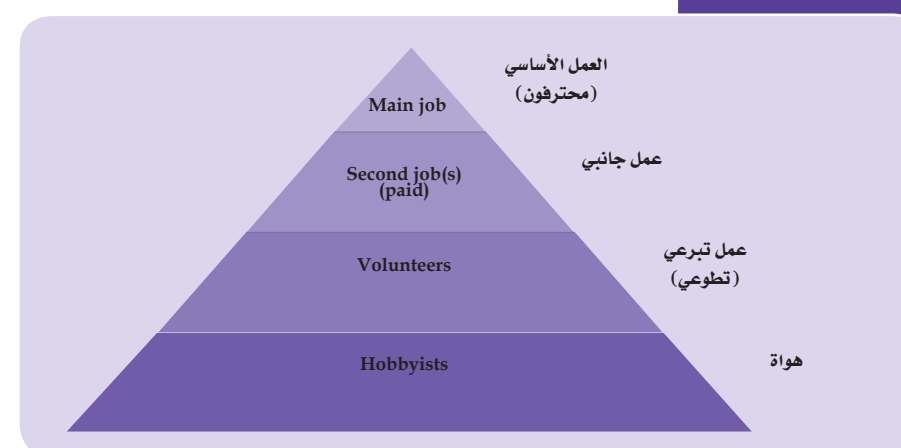 العمل الأساسي
(محترفون)
Main job
عمل جانبي
Second job(s)
(paid)
عمل تبرعي
(تطوعي)
Volunteers
هواة
Hobbyists